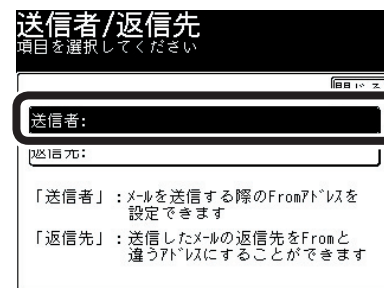 送信者/返信先
項目を選択してください
閉じる
送信者:
返信先:
「送信者」:ﾒｰﾙを送信する際のFromｱﾄﾞﾚｽを
設定できます
「返信先」:送信したﾒｰﾙの返信先をFromと
違うｱﾄﾞﾚｽにすることができます